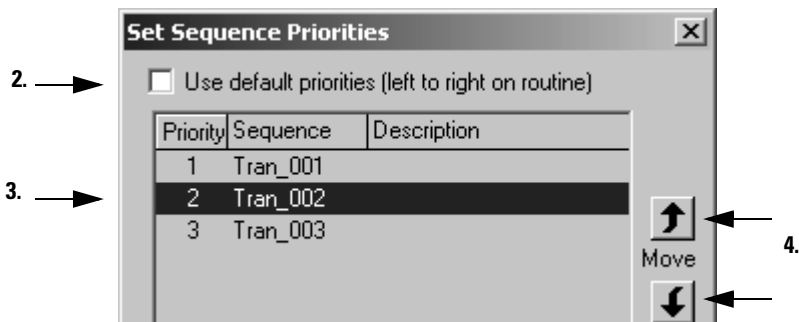 Set Sequence Priorities
2.
Use default priorities (left to right on routine)
Priority Sequence Description
1 Tran_001
3.
2 Tran_002
3 Tran_003
4.
Move